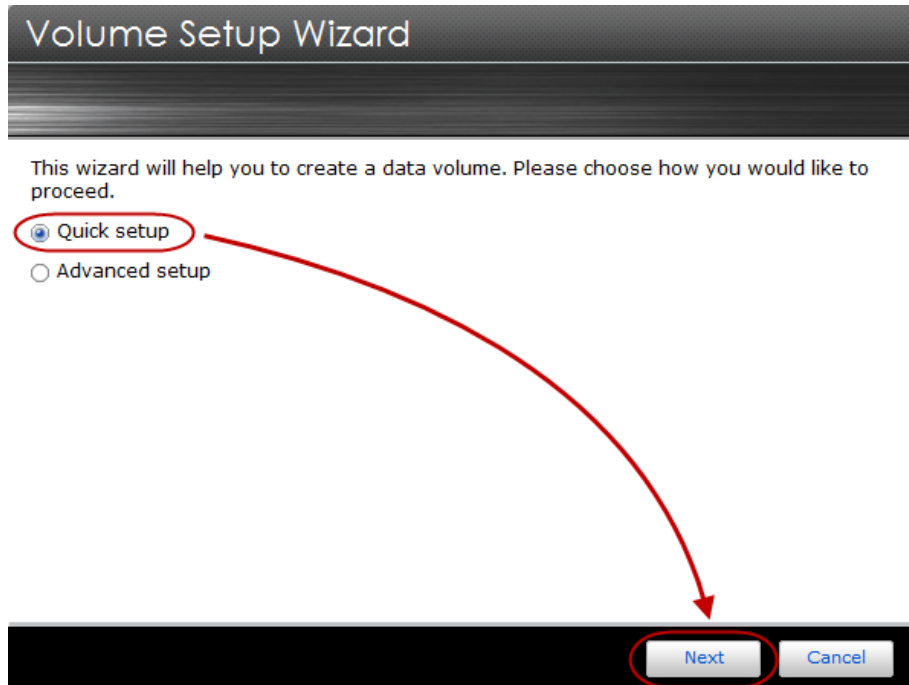 Volume Setup Wizard
This wizard will help you to create a data volume. Please choose how you would like to
proceed.
Quick setup
Advanced setup
Next
Cancel